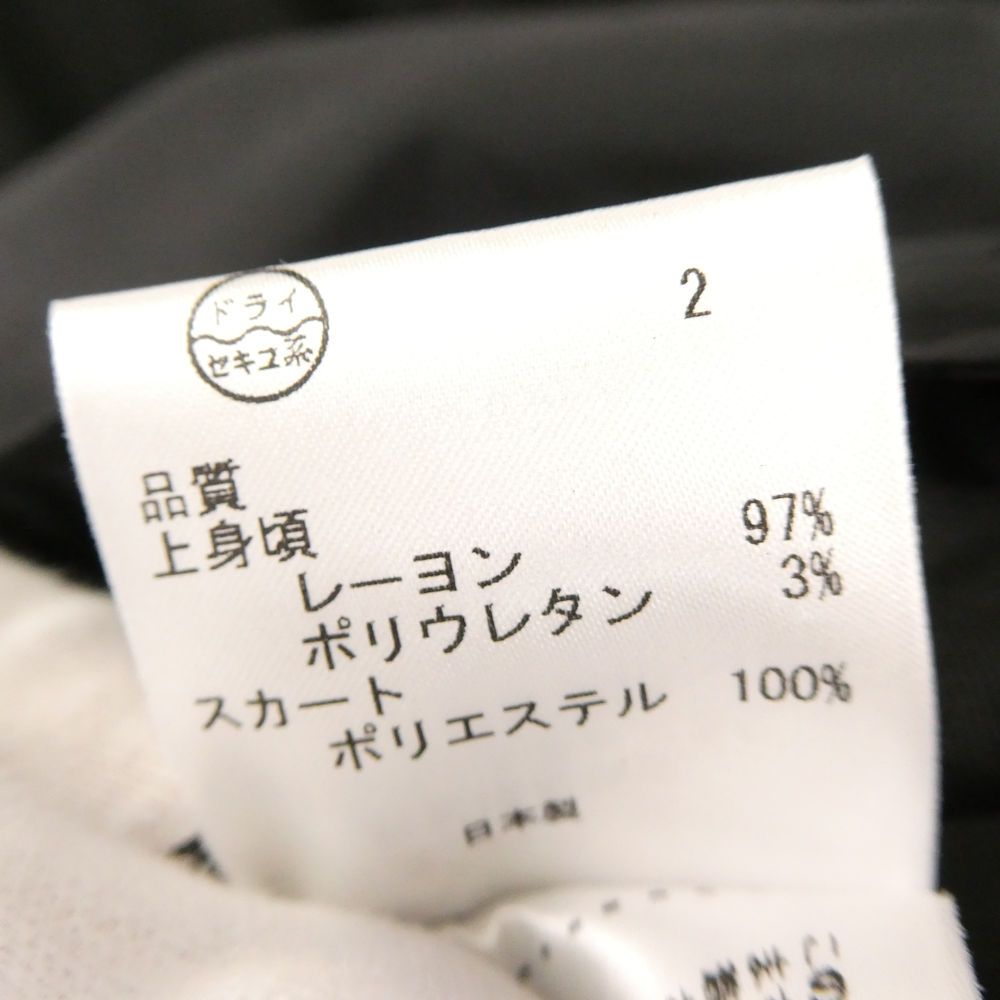 ドライ
セキユ系
2
品質
上身頃
レーヨン 97%
ポリウレタン 3%
スカート
ポリエステル 100%
日本製